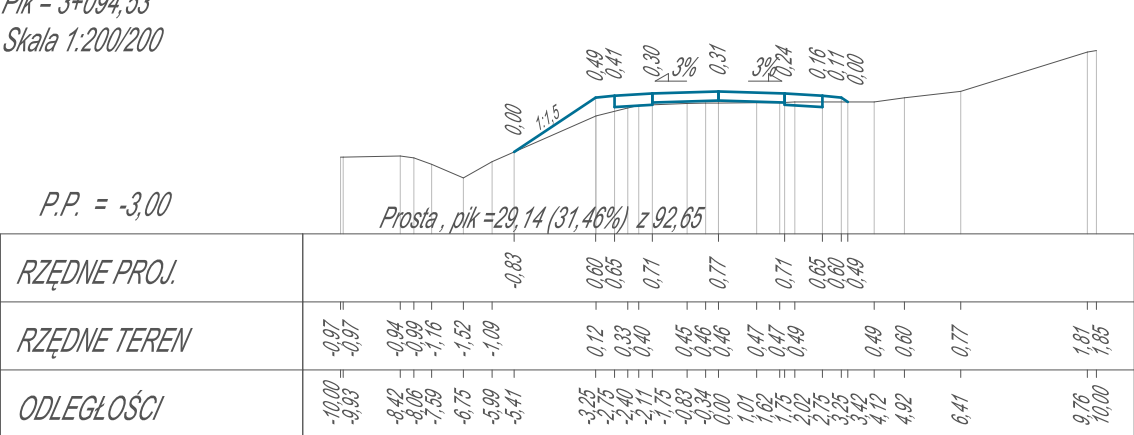 Pik = 3+094,53
Skala 1:200/200
0,00 0,49 0,41 0,30 0,31 0,24 0,16 0,11 0,00
1:1,5 3% 3%
P.P. = -3,00
Prosta , pik =29,14 (31,46%) z 92,65
RZĘDNE PROJ. -0,83 0,60 0,65 0,71 0,77 0,71 0,65 0,60 0,49
RZĘDNE TEREN -0,97 -0,97 -0,94 -0,99 -1,16 -1,52 -1,09 0,12 0,33 0,40 0,45 0,46 0,46 0,47 0,47 0,49 0,49 0,60 0,77 1,81 1,85
ODLEGŁOŚCI -10,00 -9,93 -8,42 -8,06 -7,59 -6,75 -5,99 -5,41 -3,25 -2,75 -2,40 -2,11 -1,75 -0,83 -0,34 0,00 1,01 1,62 1,75 2,02 2,75 3,25 3,42 4,12 4,92 6,41 9,76 10,00